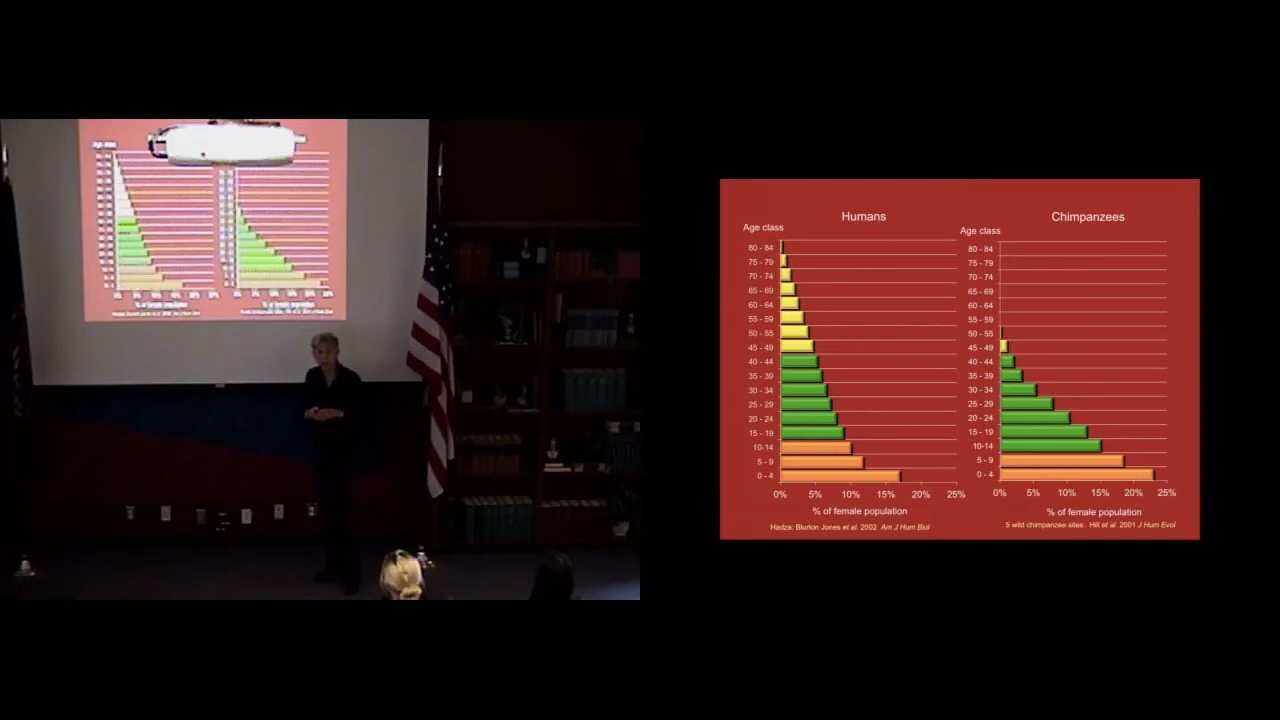 Humans
Age class
80 - 84
75 - 79
70 - 74
65 - 69
60 - 64
55 - 59
50 - 55
45 - 49
40 - 44
35 - 39
30 - 34
25 - 29
20 - 24
15 - 19
10-14
5 - 9
0 - 4
0% 5% 10% 15% 20% 25%
% of female population
Hadza: Blurton Jones et al. 2002 Am J Hum Biol
Chimpanzees
Age class
80 - 84
75 -79
70 - 74
65 - 69
60 - 64
55 - 59
50 - 55
45 - 49
40 - 44
35 - 39
30 - 34
25 - 29
20 - 24
15 - 19
10-14
5 - 9
0 - 4
0% 5% 10% 15% 20% 25%
% of female population
5 wild chimpanzee sites: Hill et al. 2001 J Hum Evol